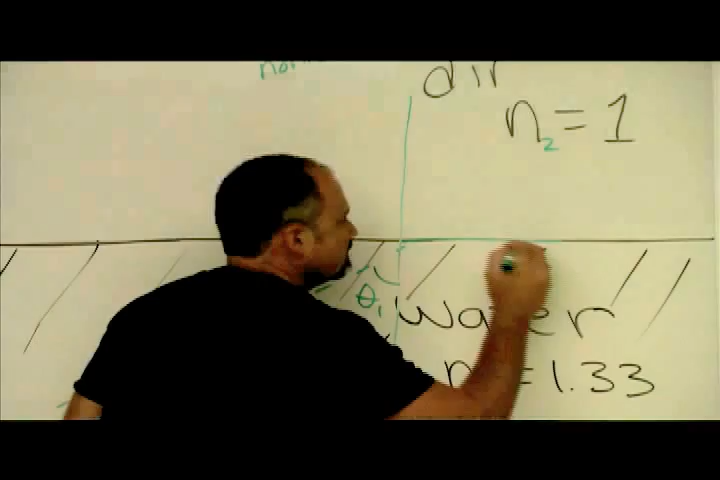 air
n₂ = 1
θ₁
water
= 1.33